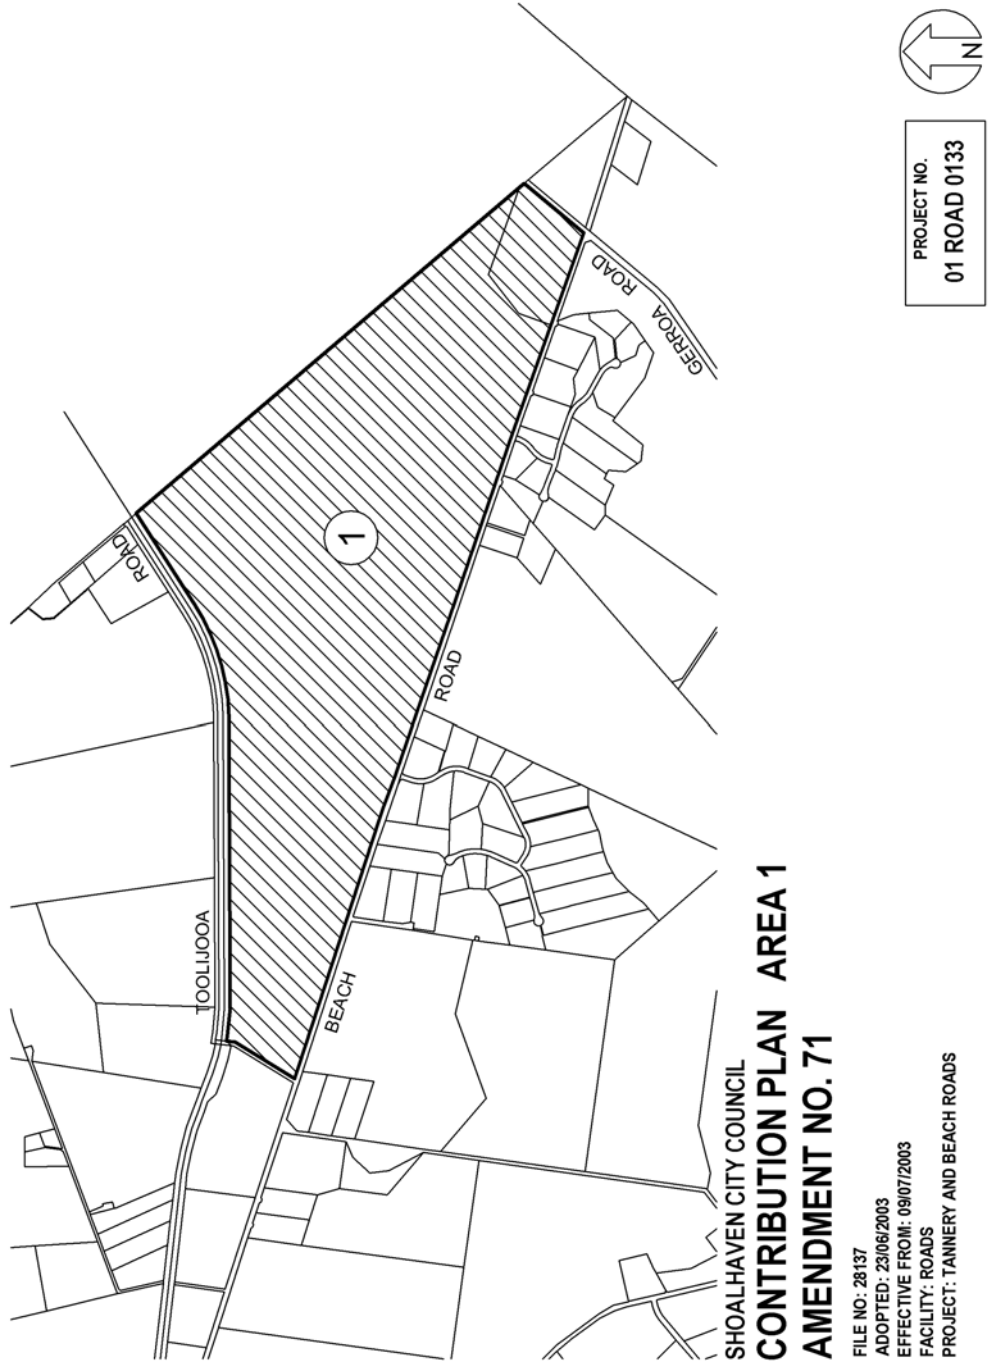 TOOLIJOOA
ROAD
1
BEACH
ROAD
GERROA ROAD
SHOALHAVEN CITY COUNCIL
CONTRIBUTION PLAN AREA 1
AMENDMENT NO. 71
FILE NO: 28137
ADOPTED: 23/06/2003
EFFECTIVE FROM: 09/07/2003
FACILITY: ROADS
PROJECT: TANNERY AND BEACH ROADS
PROJECT NO.
01 ROAD 0133
N